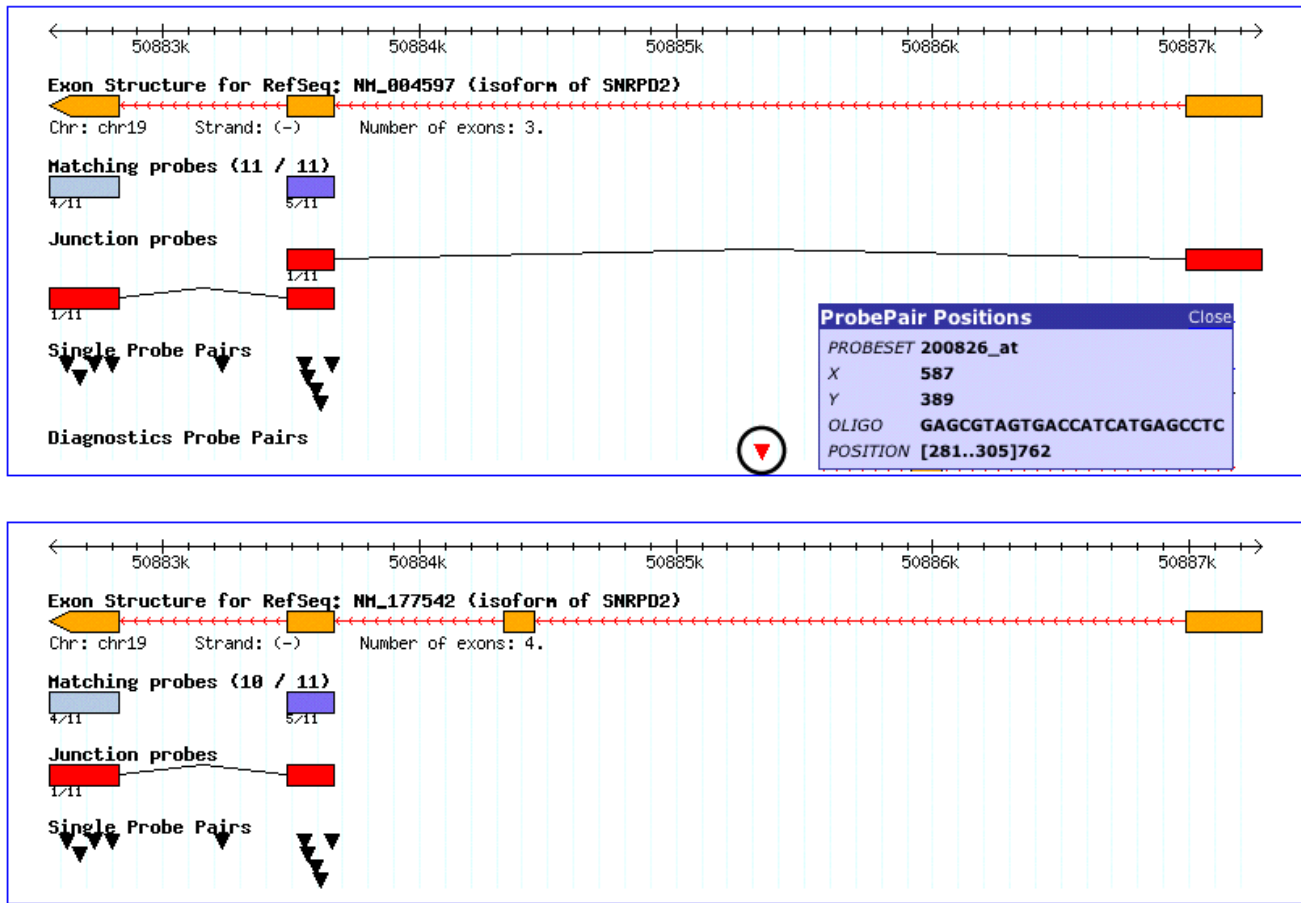 50883k 50884k 50885k 50886k 50887k
Exon Structure for RefSeq: NM_004597 (isoform of SNRPD2)
Chr: chr19 Strand: (-) Number of exons: 3.
Matching probes (11 / 11)
4/11 5/11
Junction probes
1/11
1/11
Single Probe Pairs
Diagnostics Probe Pairs
ProbePair Positions Close
PROBESET 200826_at
X 587
Y 389
OLIGO GAGCGTAGTGACCATCATGAGCCTC
POSITION [281..305]762
50883k 50884k 50885k 50886k 50887k
Exon Structure for RefSeq: NM_177542 (isoform of SNRPD2)
Chr: chr19 Strand: (-) Number of exons: 4.
Matching probes (10 / 11)
4/11 5/11
Junction probes
1/11
Single Probe Pairs